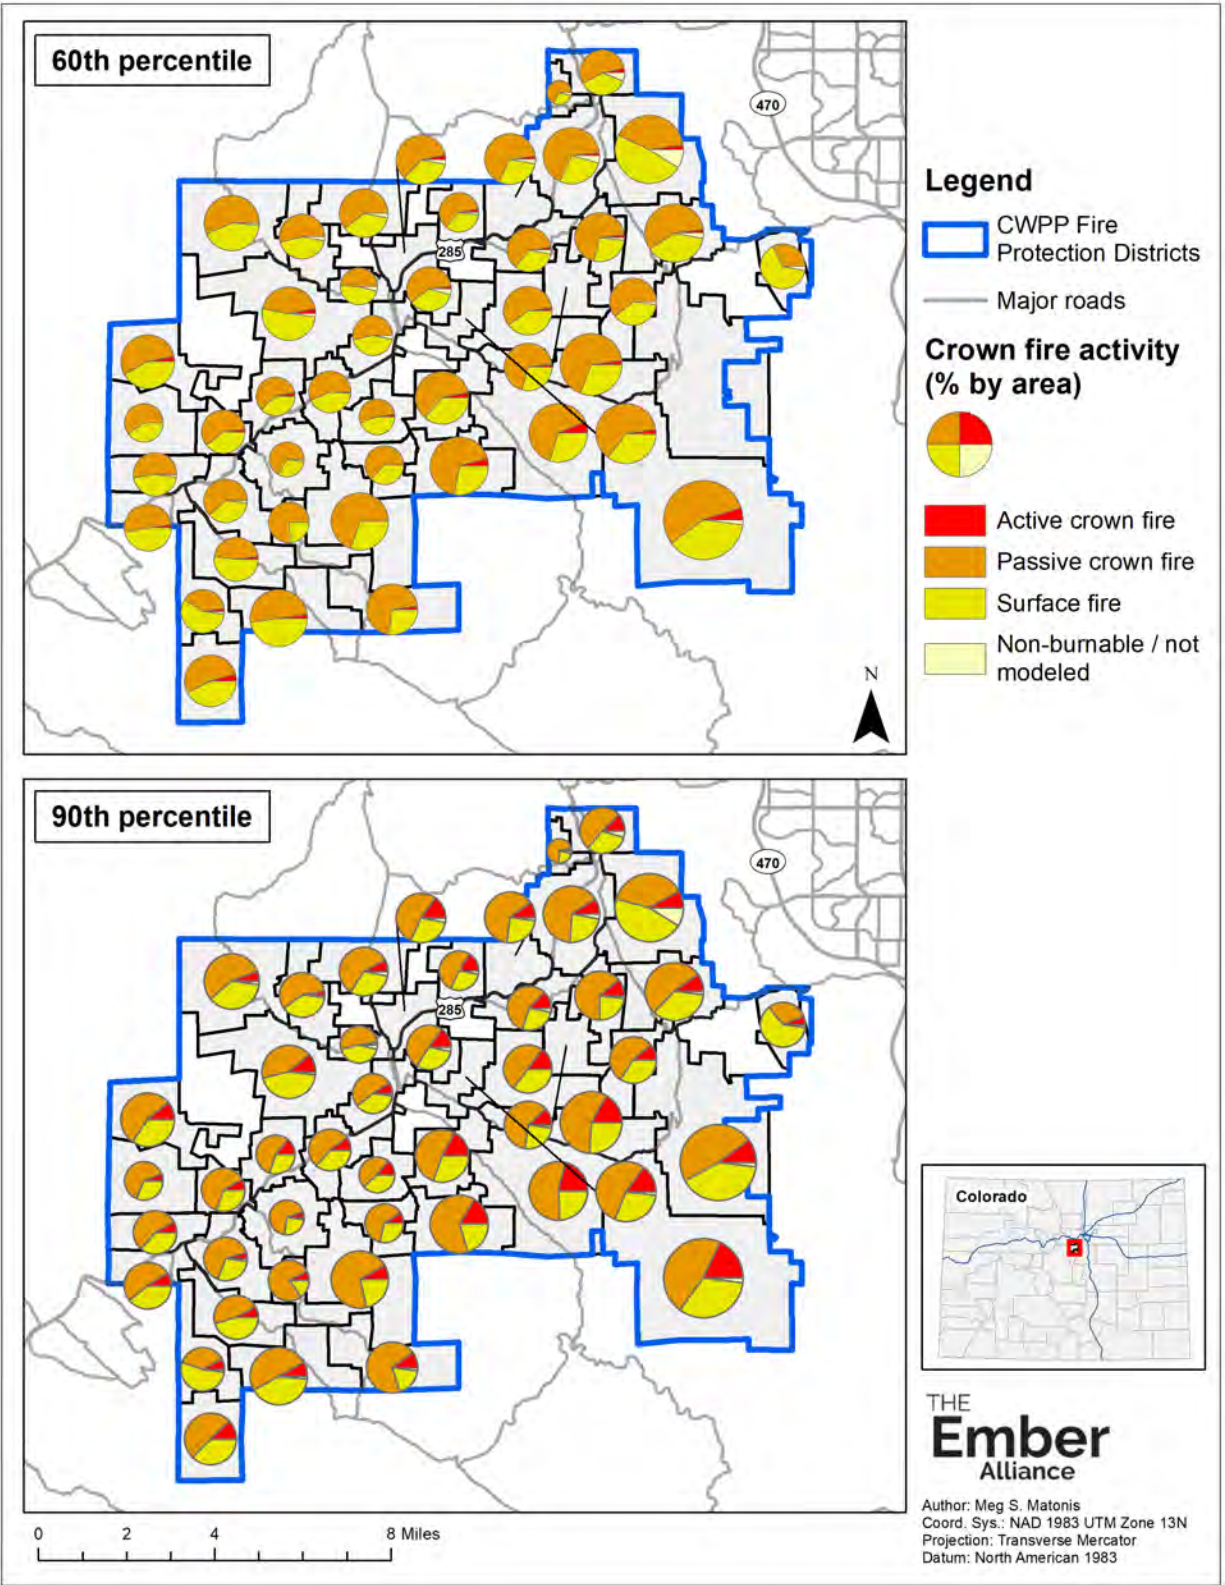 60th percentile
470
285
N
Legend
CWPP Fire
Protection Districts
Major roads
Crown fire activity
(% by area)
Active crown fire
Passive crown fire
Surface fire
Non-burnable / not
modeled
90th percentile
470
285
Colorado
THE
Ember
Alliance
Author: Meg S. Matonis
Coord. Sys.: NAD 1983 UTM Zone 13N
Projection: Transverse Mercator
Datum: North American 1983
0 2 4 8 Miles